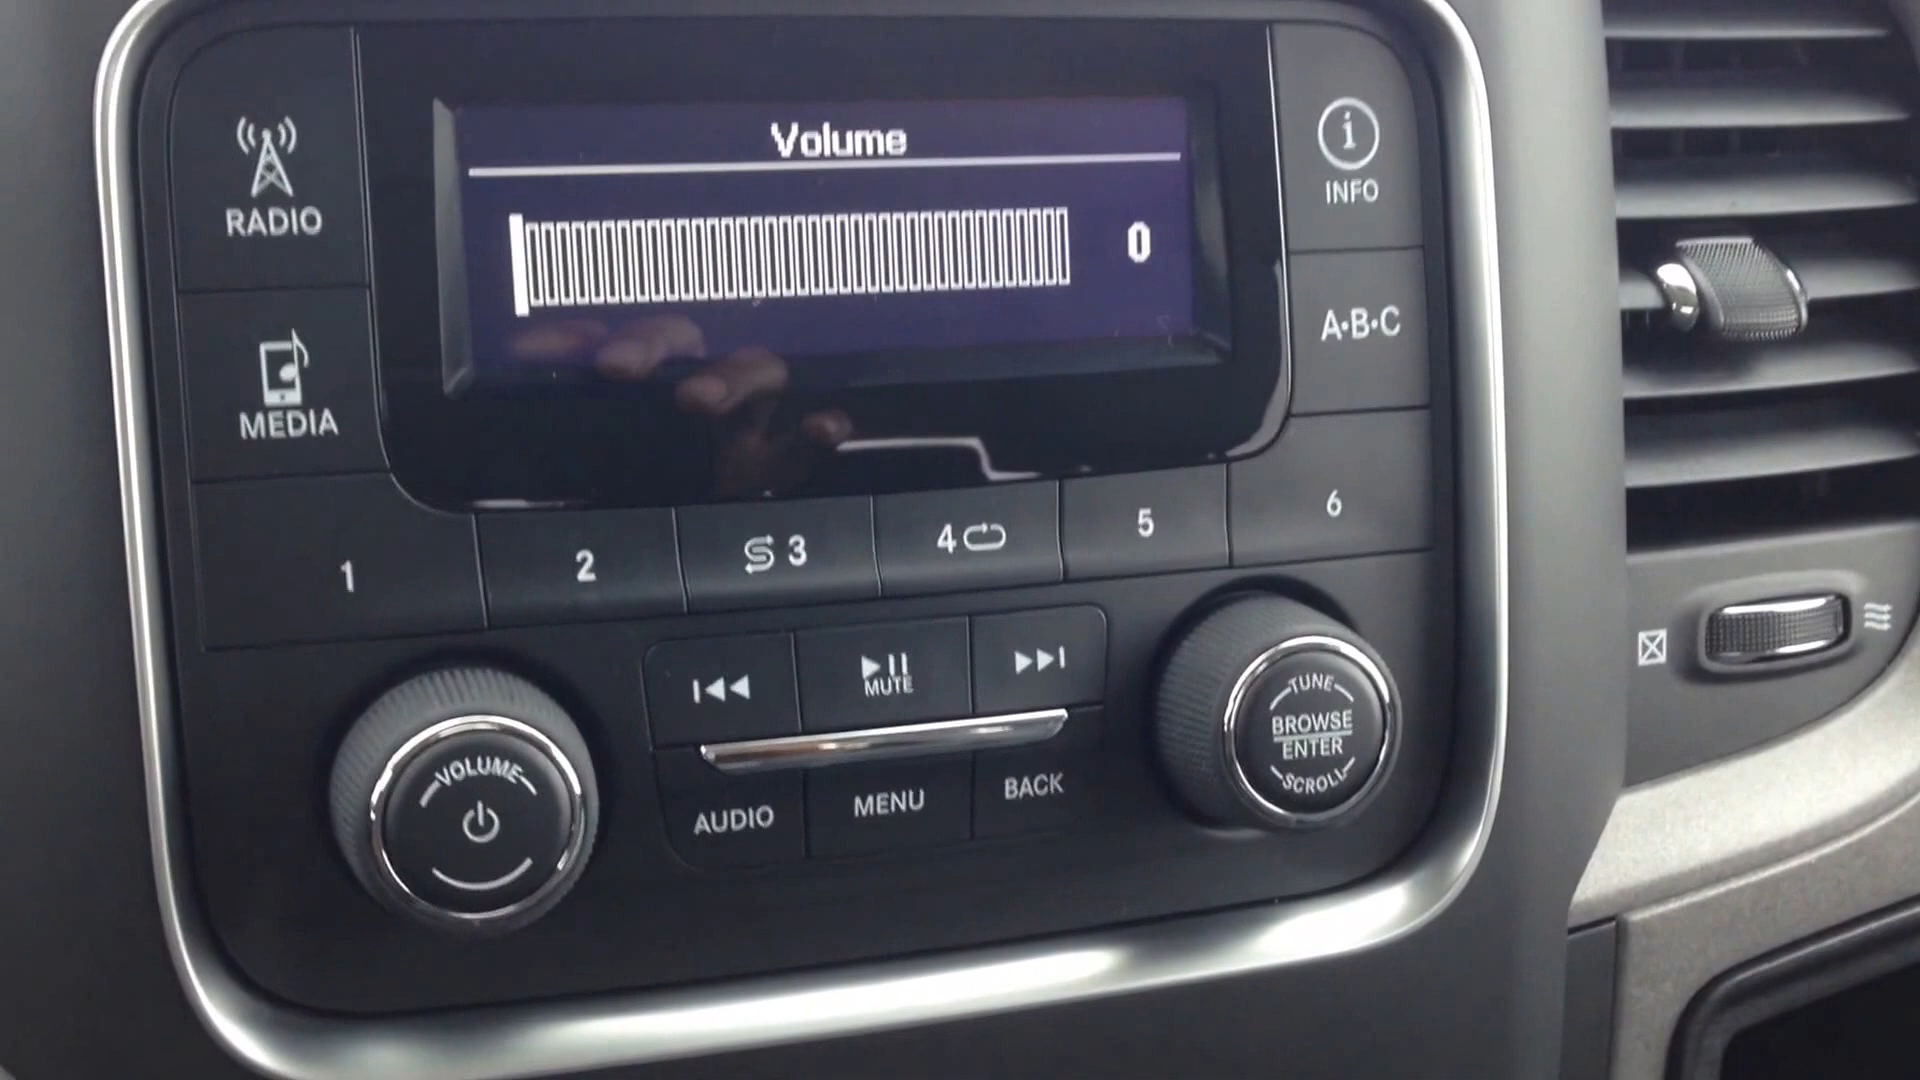 Volume
0
RADIO
MEDIA
i
INFO
A·B·C
1
2
3
4
5
6
MUTE
VOLUME
AUDIO
MENU
BACK
TUNE
BROWSE
ENTER
SCROLL